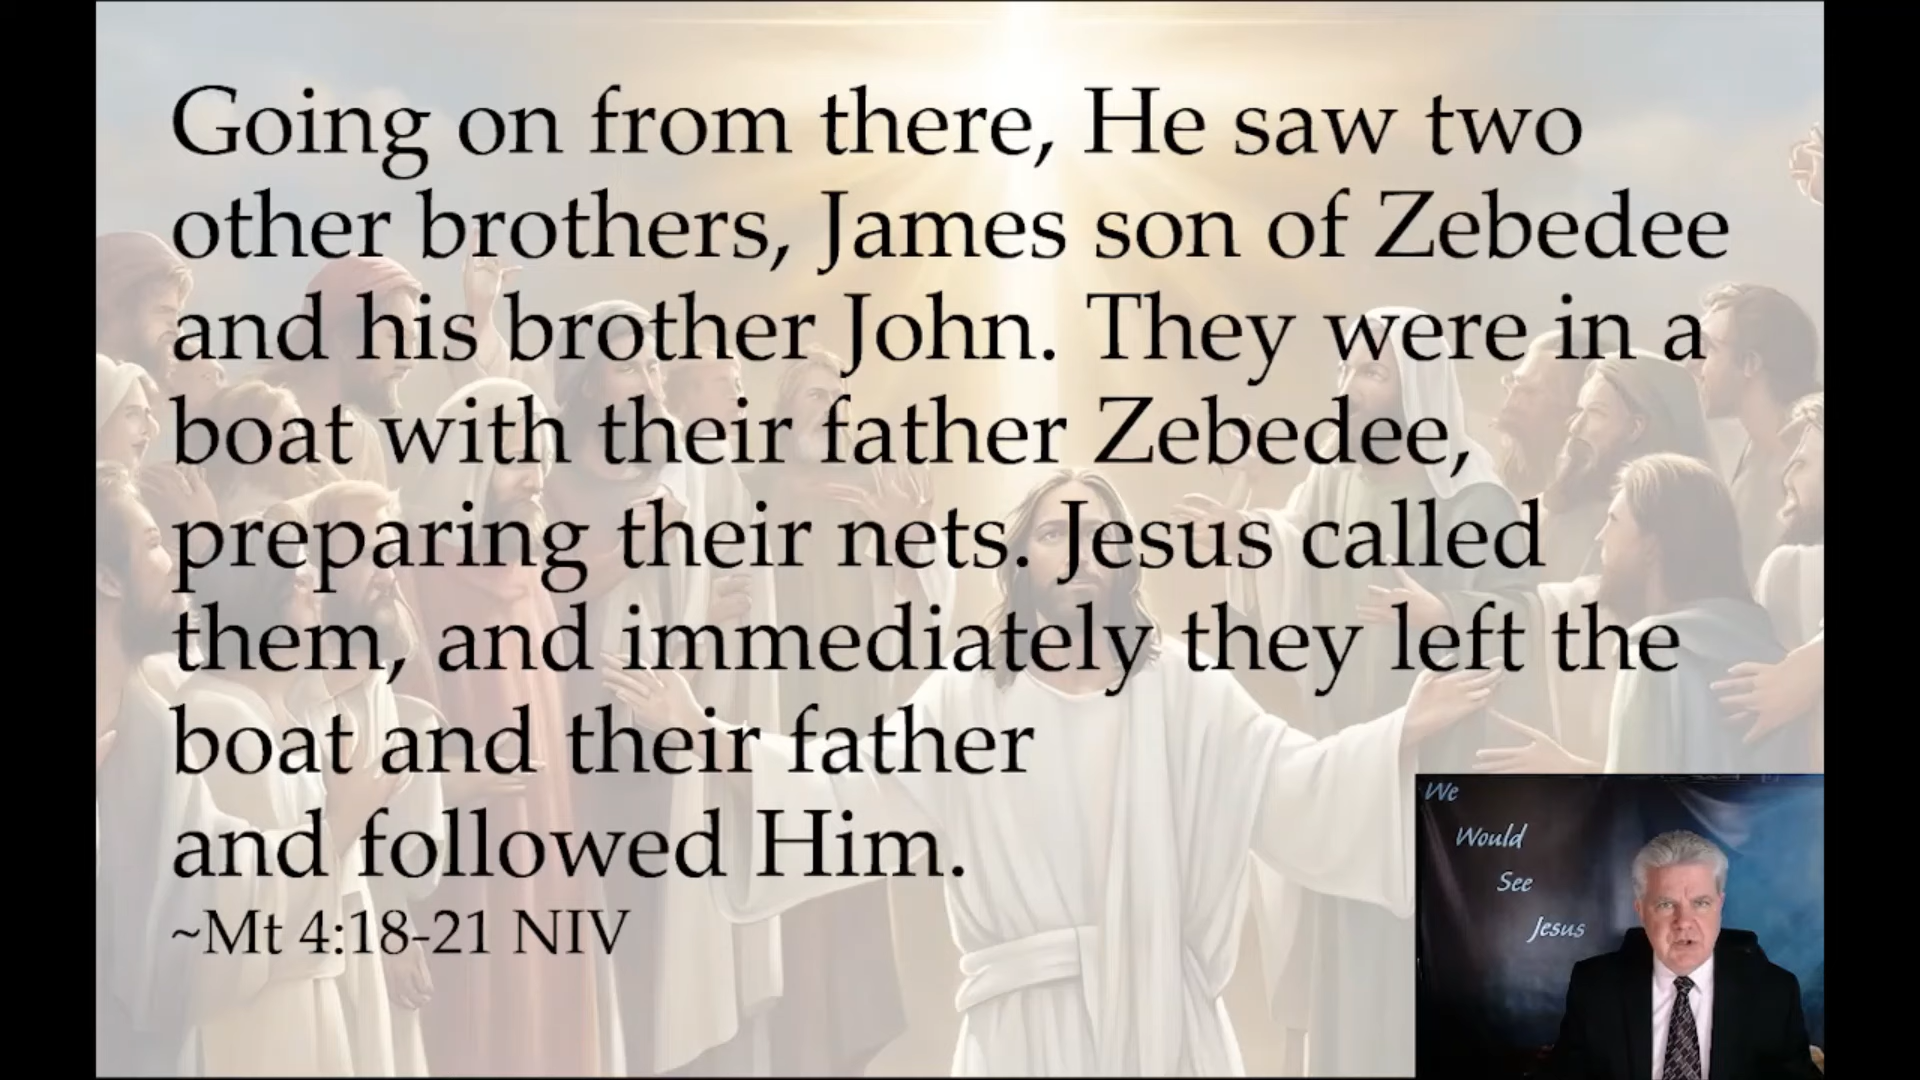 Going on from there, He saw two
other brothers, James son of Zebedee
and his brother John. They were in a
boat with their father Zebedee,
preparing their nets. Jesus called
them, and immediately they left the
boat and their father
and followed Him.
~Mt 4:18-21 NIV
We
Would
See
Jesus